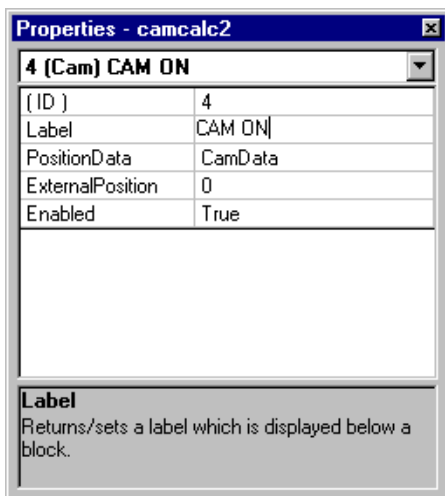 Properties - camcalc2
4 (Cam) CAM ON
( ID ) 4
Label CAM ON
PositionData CamData
ExternalPosition 0
Enabled True
Label
Returns/sets a label which is displayed below a
block.